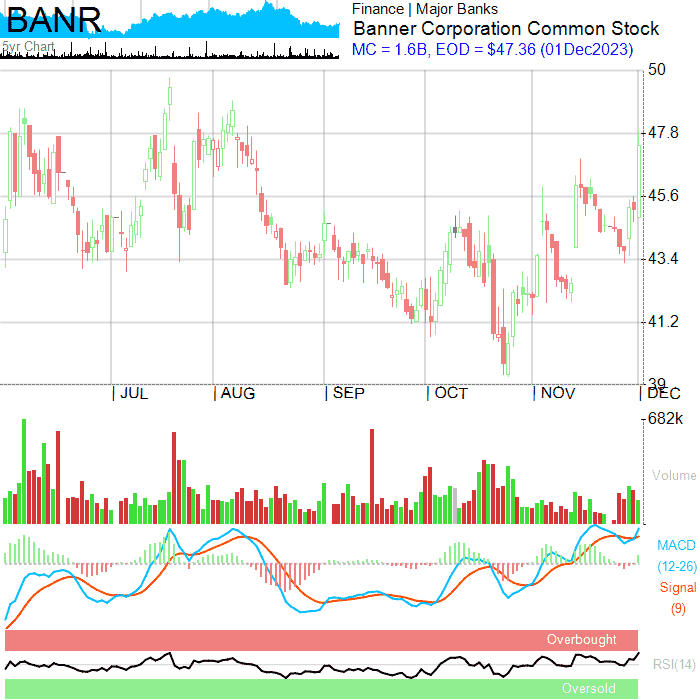 BANR
5yr Chart
Finance | Major Banks
Banner Corporation Common Stock
MC = 1.6B, EOD = $47.36 (01Dec2023)
50
47.8
45.6
43.4
41.2
39
| JUL | AUG | SEP | OCT | NOV | DEC
682k
Volume
MACD
(12-26)
Signal
(9)
Overbought
RSI(14)
Oversold